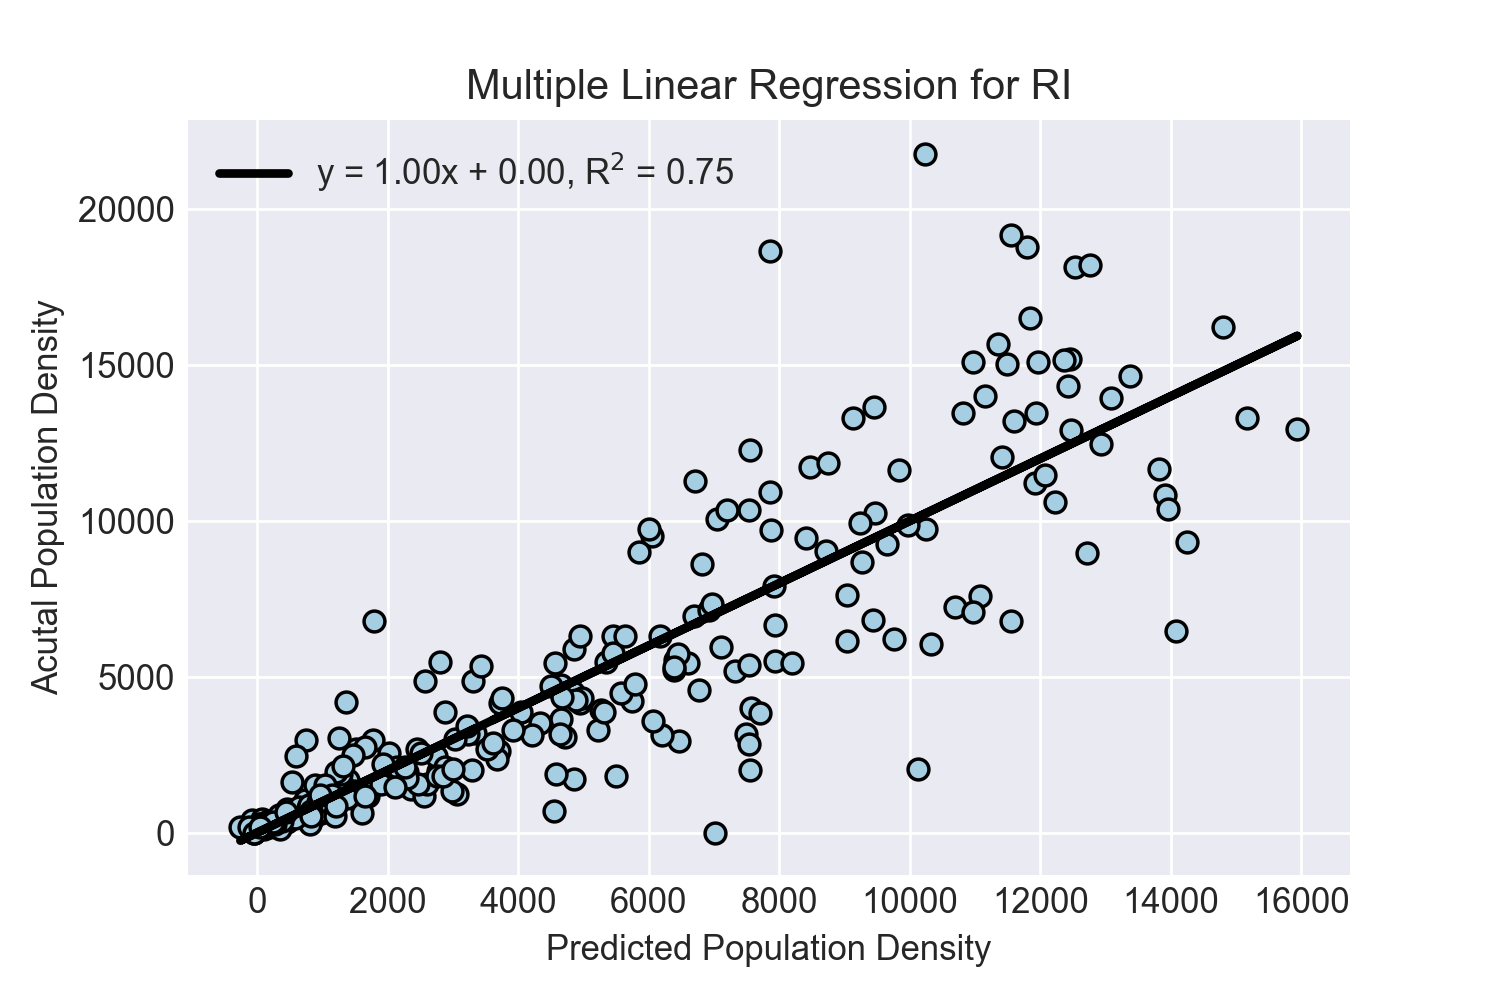 Multiple Linear Regression for RI
y = 1.00x + 0.00, R² = 0.75
20000
15000
10000
5000
0
Acutal Population Density
0 2000 4000 6000 8000 10000 12000 14000 16000
Predicted Population Density